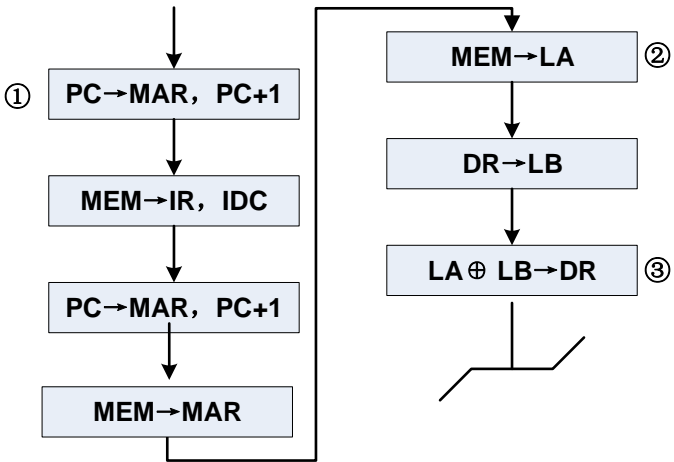 ① PC→MAR，PC+1
MEM→IR，IDC
PC→MAR，PC+1
MEM→MAR
MEM→LA ②
DR→LB
LA⊕ LB→DR ③